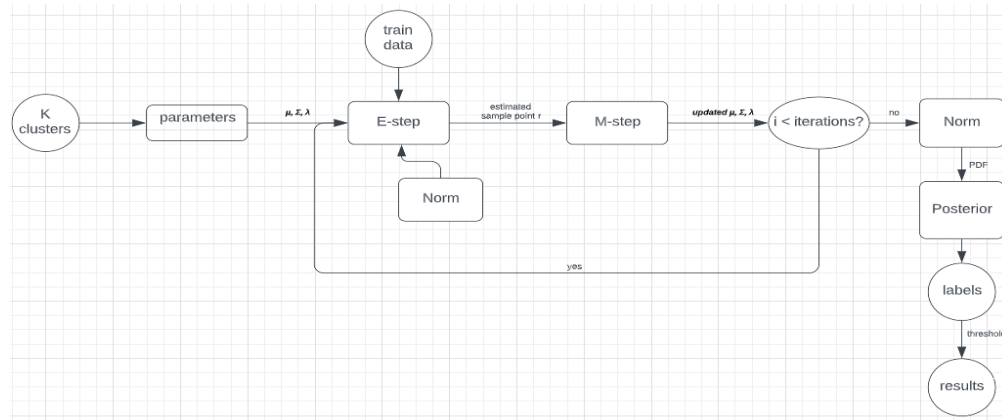 train
data
K
clusters
parameters
μ, Σ, λ
E-step
estimated
sample point r
M-step
updated μ, Σ, λ
i < iterations?
no
Norm
Norm
PDF
Posterior
yes
labels
threshold
results